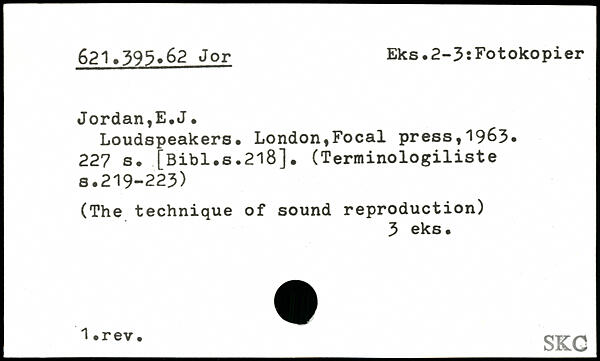 621.395.62 Jor Eks.2-3:Fotokopier
Jordan,E.J.
Loudspeakers. London,Focal press,1963.
227 s. [Bibl.s.218]. (Terminologiliste
s.219-223)
(The technique of sound reproduction)
3 eks.
1.rev.
SKC